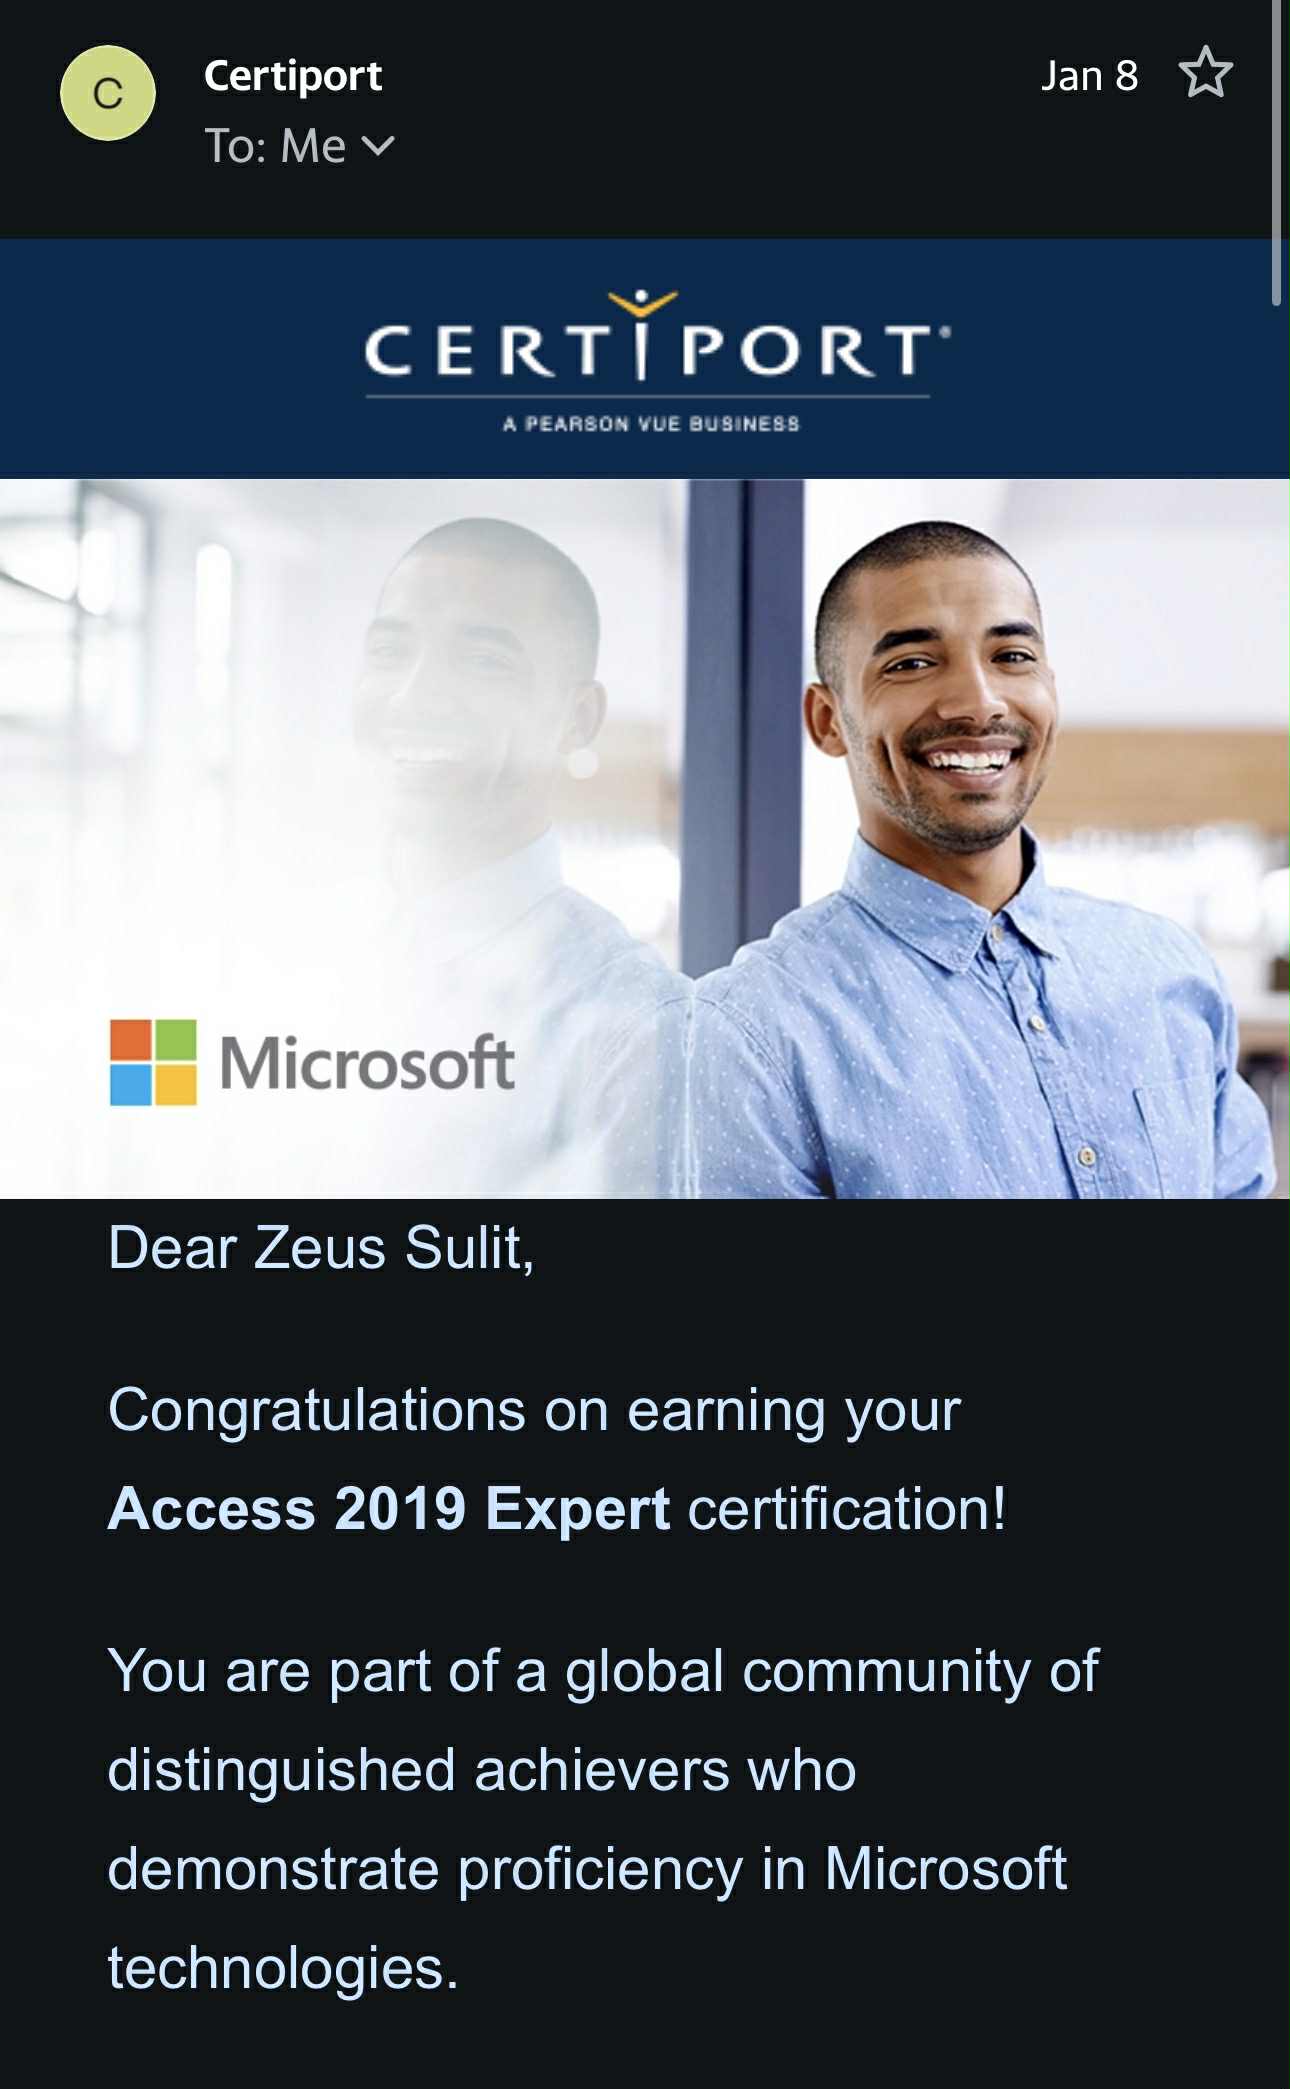 C
Certiport
Jan 8
To: Me
CERTIPORT
A PEARSON VUE BUSINESS
Microsoft
Dear Zeus Sulit,
Congratulations on earning your
Access 2019 Expert certification!
You are part of a global community of
distinguished achievers who
demonstrate proficiency in Microsoft
technologies.